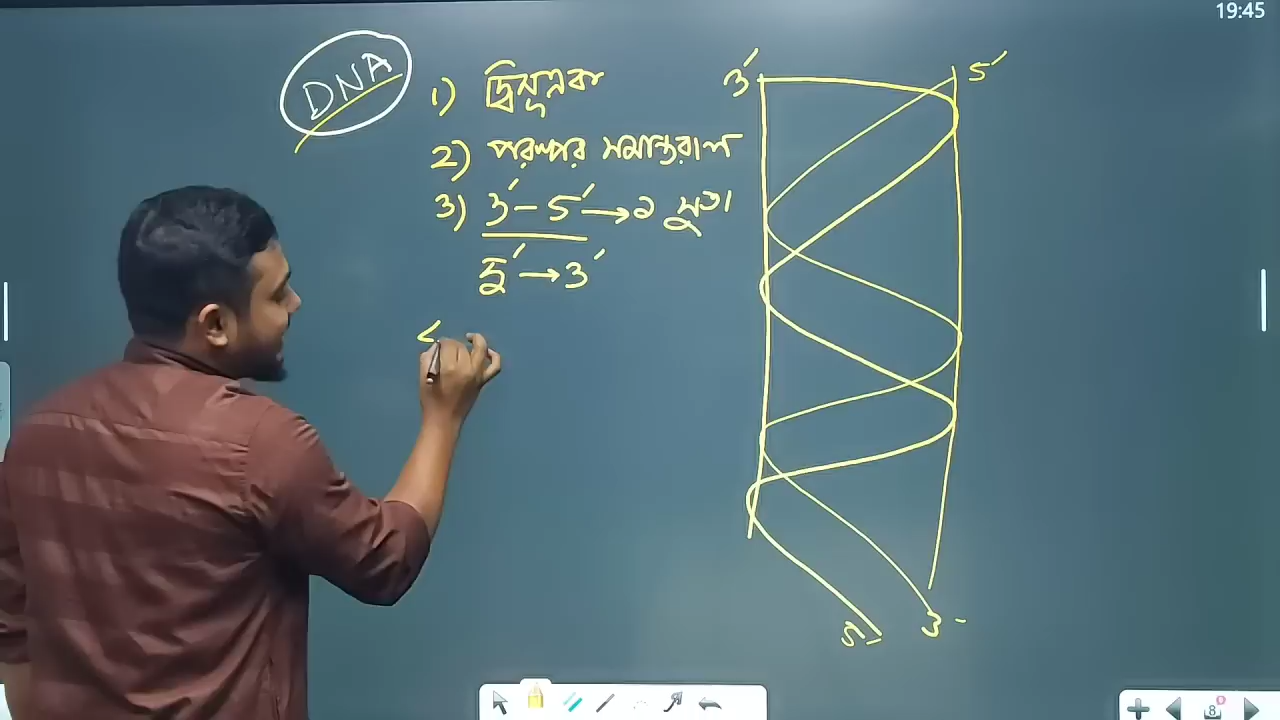 19:45
DNA
1) দ্বিসূত্রক
2) পরস্পর সমান্তরাল
3) 3′ – 5′ → ১ সুতা
5′ → 3′
3′
5′
5
3
8